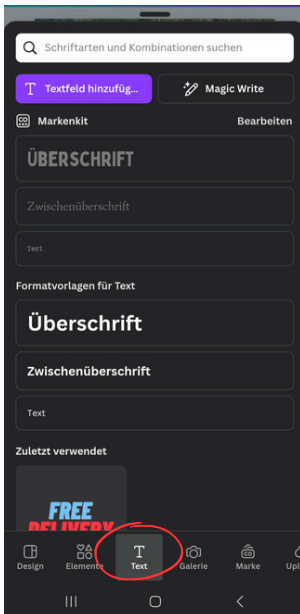 Schriftarten und Kombinationen suchen
T Textfeld hinzufüg...
Magic Write
Markenkit
Bearbeiten
ÜBERSCHRIFT
Zwischenüberschrift
Text
Formatvorlagen für Text
Überschrift
Zwischenüberschrift
Text
Zuletzt verwendet
FREE
DELIVERY
T
Design
Elemente
Text
Galerie
Marke
Upl